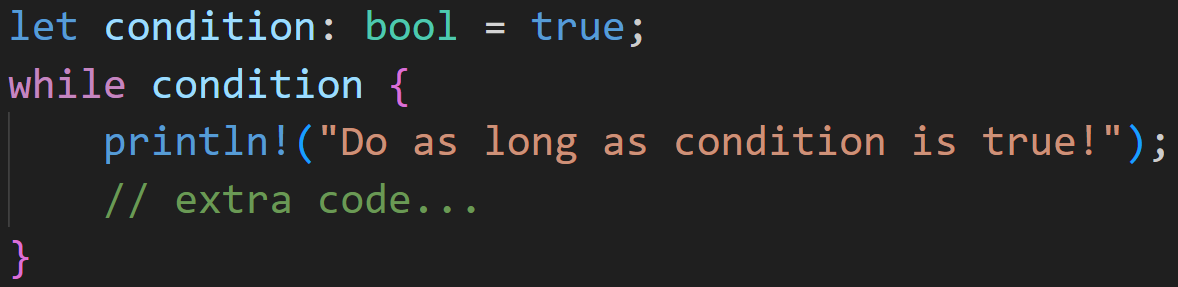 let condition: bool = true;
while condition {
    println!("Do as long as condition is true!");
    // extra code...
}